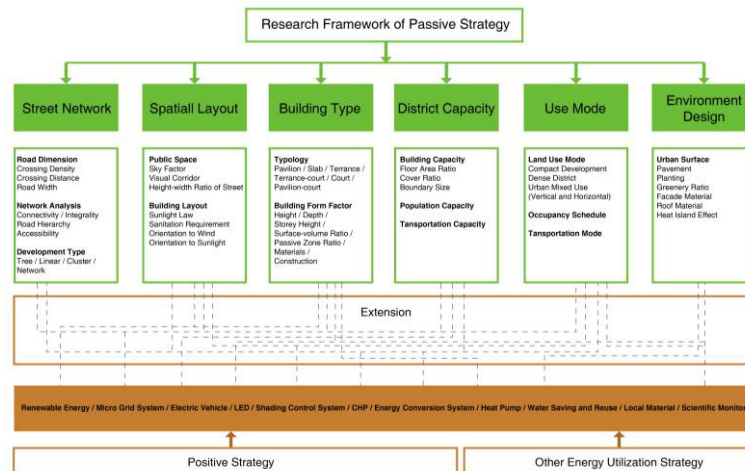 Research Framework of Passive Strategy
Street Network
Spatiall Layout
Building Type
District Capacity
Use Mode
Environment
Design
Road Dimension
Crossing Density
Crossing Distance
Road Width
Network Analysis
Connectivity / Integrality
Road Hierarchy
Accessibility
Development Type
Tree / Linear / Cluster /
Network
Public Space
Sky Factor
Visual Corridor
Height-width Ratio of Street
Building Layout
Sunlight Law
Sanitation Requirement
Orientation to Wind
Orientation to Sunlight
Typology
Pavilion / Slab / Terrance /
Terrance-court / Court /
Pavilion-court
Building Form Factor
Height / Depth /
Storey Height /
Surface-volume Ratio /
Passive Zone Ratio /
Materials /
Construction
Building Capacity
Floor Area Ratio
Cover Ratio
Boundary Size
Population Capacity
Transportation Capacity
Land Use Mode
Compact Development
Dense District
Urban Mixed Use
(Vertical and Horizontal)
Occupancy Schedule
Transportation Mode
Urban Surface
Pavement
Planting
Greenery Ratio
Facade Material
Roof Material
Heat Island Effect
Extension
Renewable Energy / Micro Grid System / Electric Vehicle / LED / Shading Control System / CHP / Energy Conversion System / Heat Pump / Water Saving and Reuse / Local Material / Scientific Monitor
Positive Strategy
Other Energy Utilization Strategy